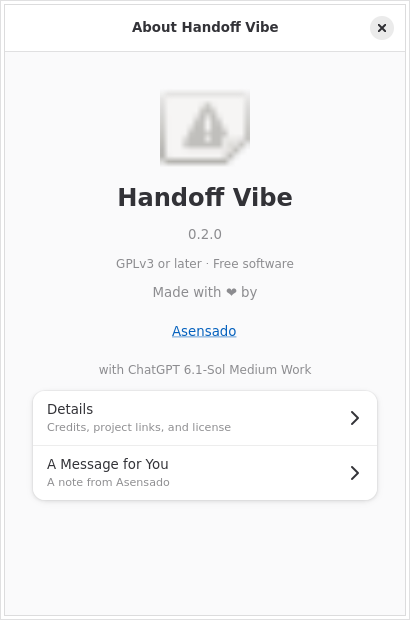 About Handoff Vibe
Handoff Vibe
0.2.0
GPLv3 or later · Free software
Made with ❤ by
Asensado
with ChatGPT 6.1-Sol Medium Work
Details
Credits, project links, and license
A Message for You
A note from Asensado